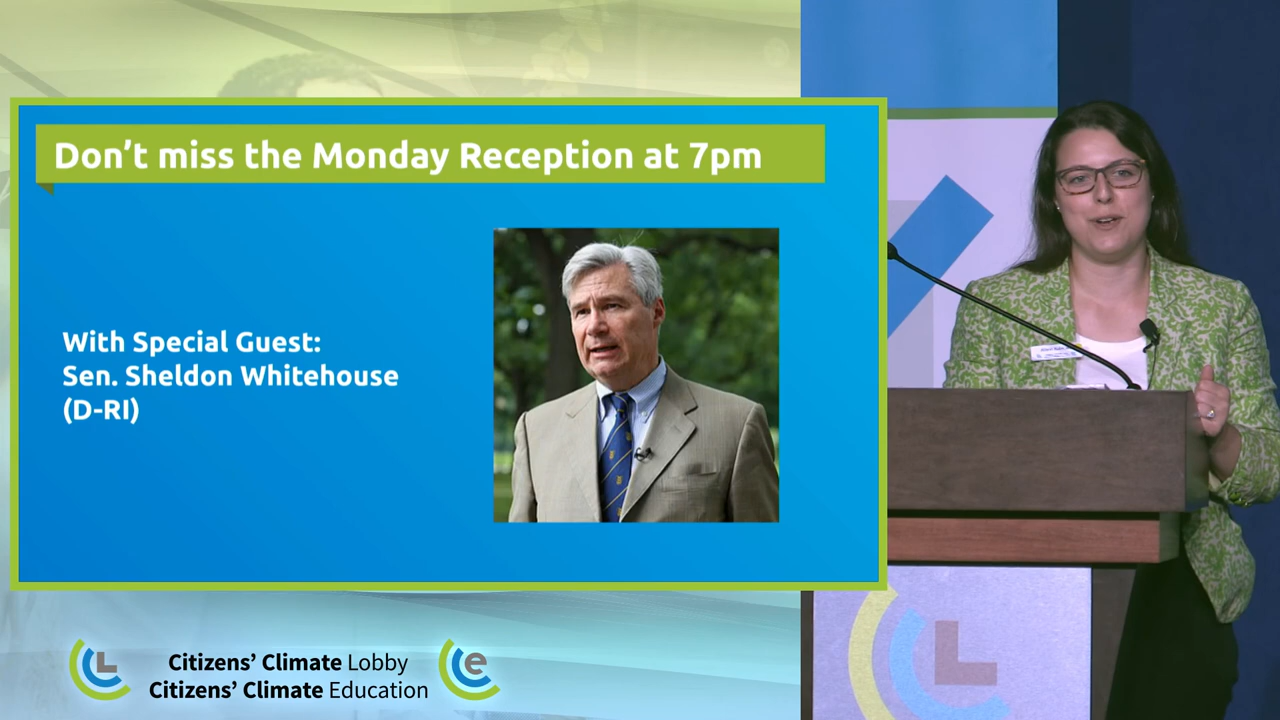 Don't miss the Monday Reception at 7pm
With Special Guest:
Sen. Sheldon Whitehouse
(D-RI)
Citizens' Climate Lobby
Citizens' Climate Education